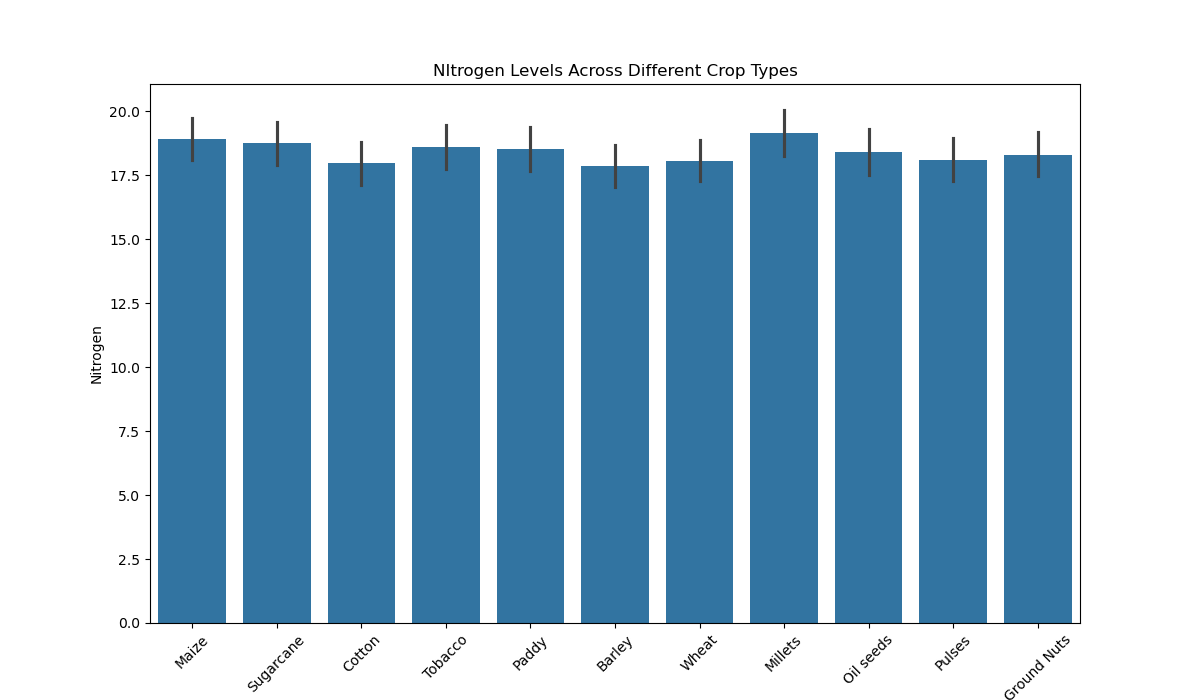 NItrogen Levels Across Different Crop Types
20.0
17.5
15.0
12.5
10.0
7.5
5.0
2.5
0.0
Nitrogen
Maize
Sugarcane
Cotton
Tobacco
Paddy
Barley
Wheat
Millets
Oil seeds
Pulses
Ground Nuts